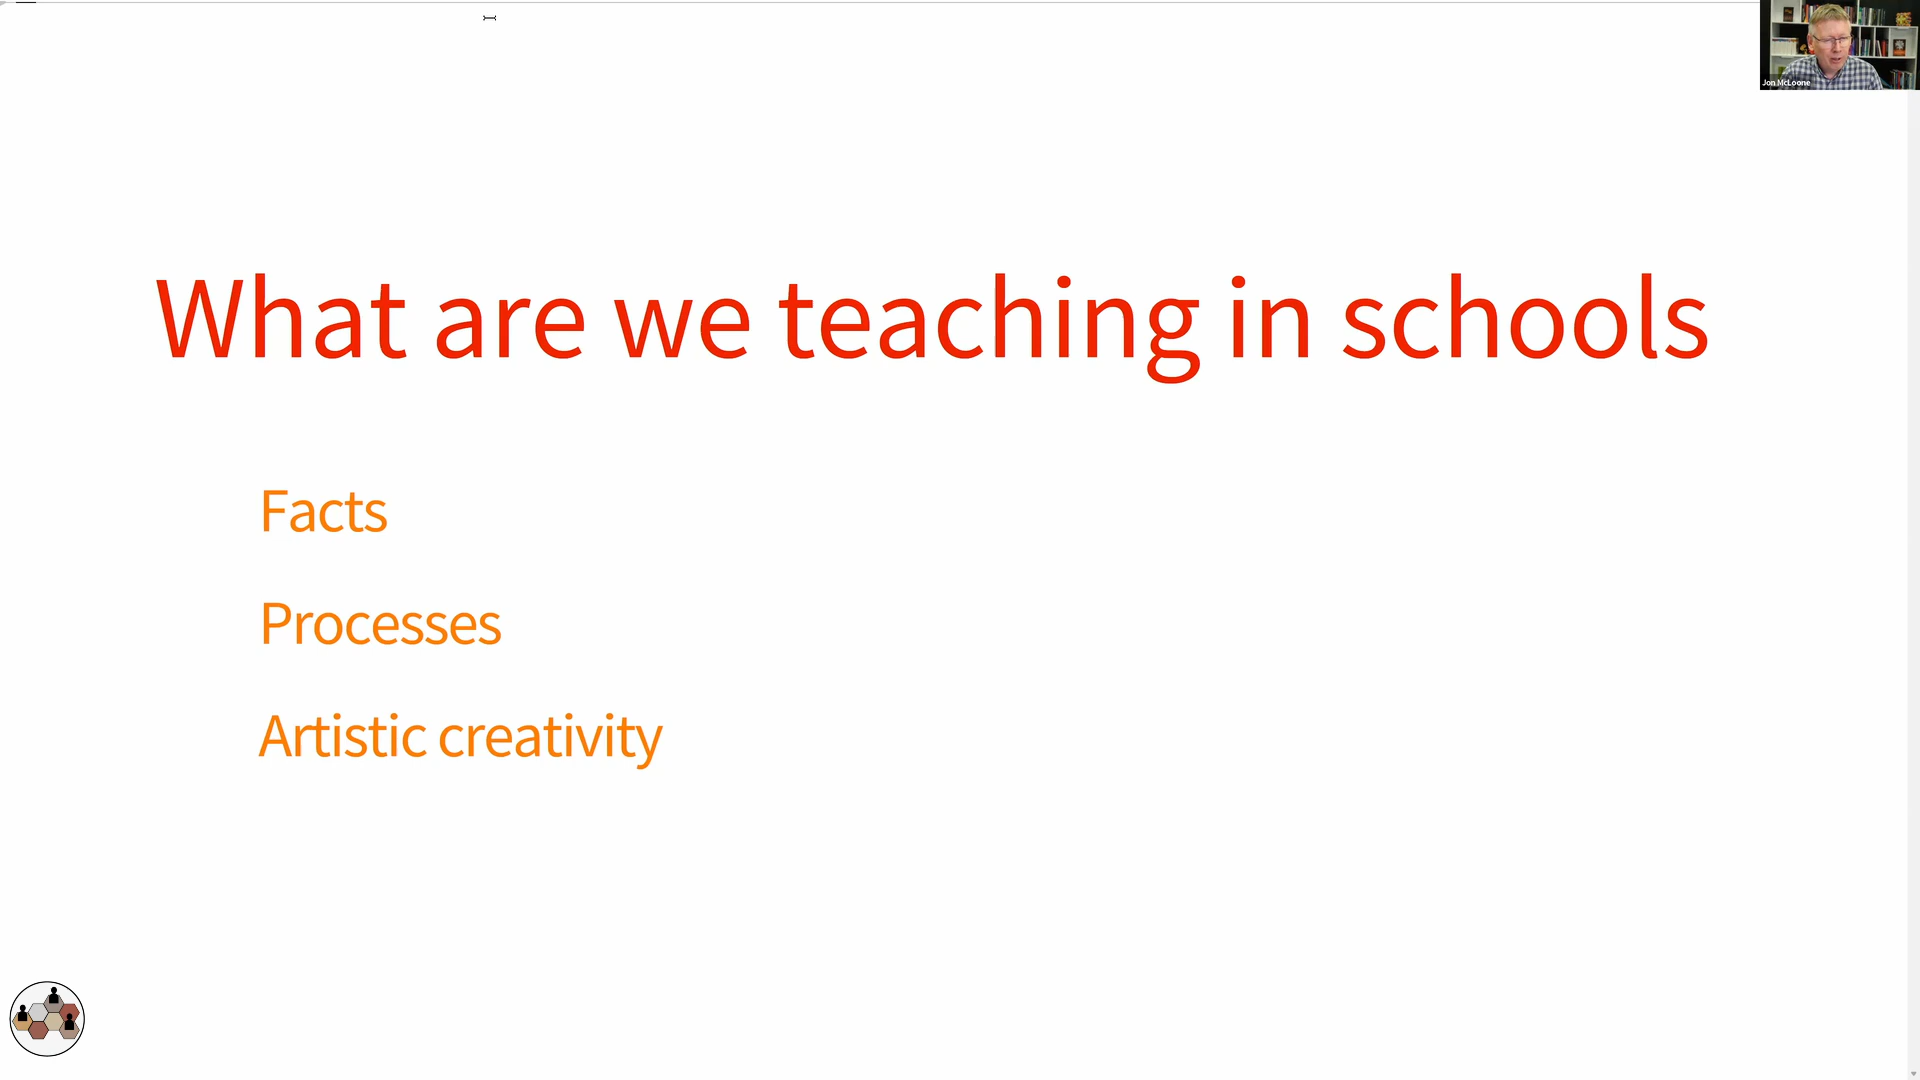 Jon McLoone
What are we teaching in schools
Facts
Processes
Artistic creativity